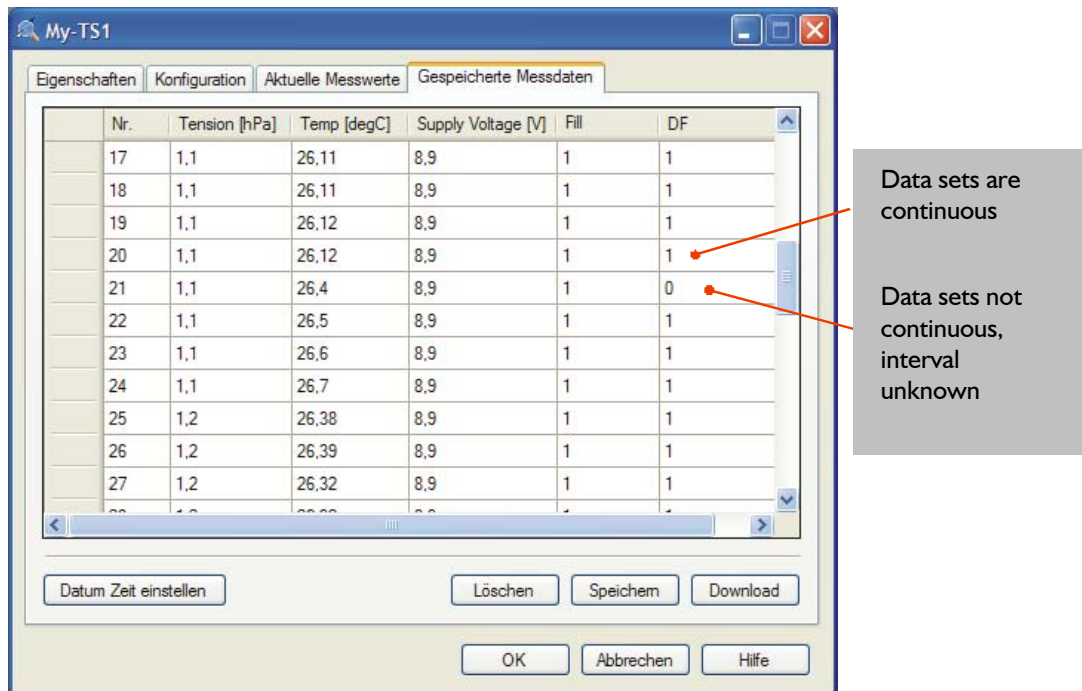 My-TS1
Eigenschaften Konfiguration Aktuelle Messwerte Gespeicherte Messdaten
Nr. Tension [hPa] Temp [degC] Supply Voltage [V] Fill DF
17 1,1 26,11 8,9 1 1
18 1,1 26,11 8,9 1 1
19 1,1 26,12 8,9 1 1
20 1,1 26,12 8,9 1 1
21 1,1 26,4 8,9 1 0
22 1,1 26,5 8,9 1 1
23 1,1 26,6 8,9 1 1
24 1,1 26,7 8,9 1 1
25 1,2 26,38 8,9 1 1
26 1,2 26,39 8,9 1 1
27 1,2 26,32 8,9 1 1
Datum Zeit einstellen Löschen Speichern Download
OK Abbrechen Hilfe
Data sets are
continuous
Data sets not
continuous,
interval
unknown